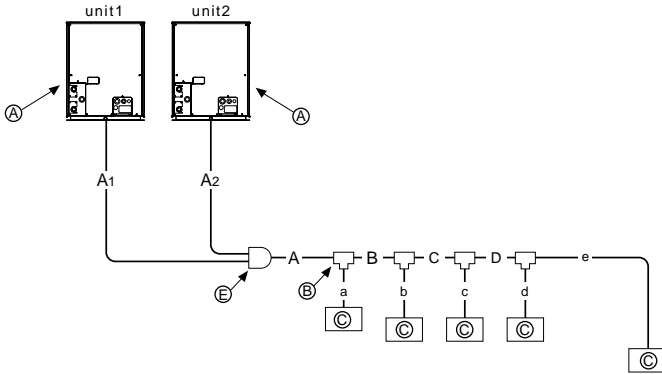 unit1 unit2
Ⓐ Ⓐ
A1 A2
A B C D e
Ⓔ Ⓑ a b c d
Ⓒ Ⓒ Ⓒ Ⓒ
Ⓒ